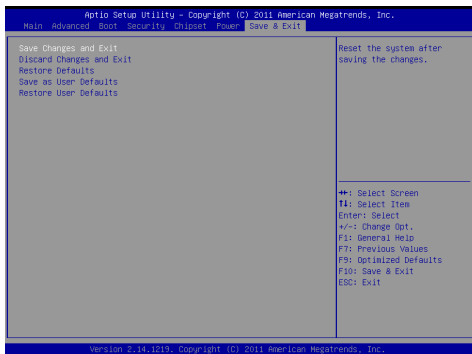 Aptio Setup Utility – Copyright (C) 2011 American Megatrends, Inc.
Main Advanced Boot Security Chipset Power Save & Exit
Save Changes and Exit
Discard Changes and Exit
Restore Defaults
Save as User Defaults
Restore User Defaults
Reset the system after
saving the changes.
→←: Select Screen
↑↓: Select Item
Enter: Select
+/-: Change Opt.
F1: General Help
F7: Previous Values
F9: Optimized Defaults
F10: Save & Exit
ESC: Exit
Version 2.14.1219. Copyright (C) 2011 American Megatrends, Inc.